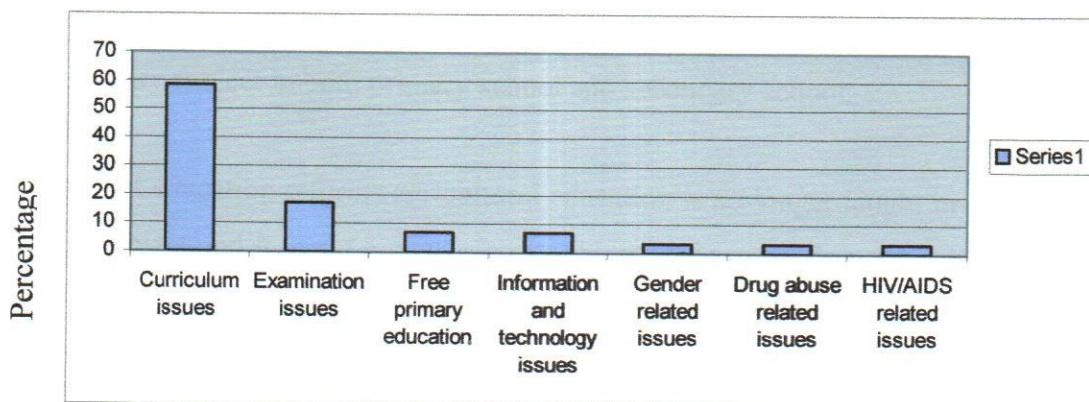 Percentage
70
60
50
40
30
20
10
0
Curriculum
issues
Examination
issues
Free
primary
education
Information
and
technology
issues
Gender
related
issues
Drug abuse
related
issues
HIV/AIDS
related
issues
Series1